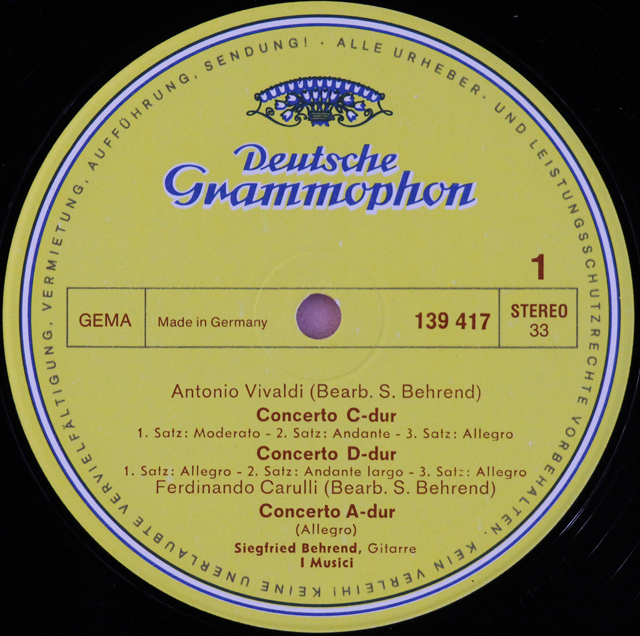 ALLE URHEBER- UND LEISTUNGSSCHUTZRECHTE VORBEHALTEN. KEIN VERLEIH! KEINE UNERLAUBTE VERVIELFÄLTIGUNG, VERMIETUNG, AUFFÜHRUNG, SENDUNG! ·
Deutsche
Grammophon
1
GEMA
Made in Germany
139 417
STEREO
33
Antonio Vivaldi (Bearb. S. Behrend)
Concerto C-dur
1. Satz: Moderato - 2. Satz: Andante - 3. Satz: Allegro
Concerto D-dur
1. Satz: Allegro - 2. Satz: Andante largo - 3. Satz: Allegro
Ferdinando Carulli (Bearb. S. Behrend)
Concerto A-dur
(Allegro)
Siegfried Behrend, Gitarre
I Musici